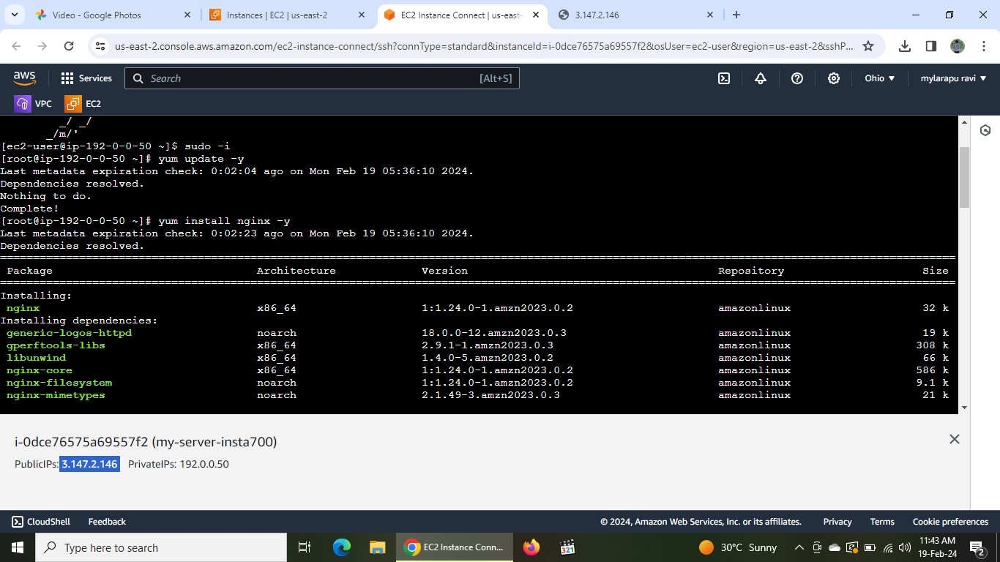 Video - Google Photos
Instances | EC2 | us-east-2
EC2 Instance Connect | us-east-
3.147.2.146
us-east-2.console.aws.amazon.com/ec2-instance-connect/ssh?connType=standard&instanceId=i-0dce76575a69557f2&osUser=ec2-user&region=us-east-2&sshP...
aws
Services
Search
[Alt+S]
Ohio
mylarapu ravi
VPC
EC2
_/ _/
_/m/'
[ec2-user@ip-192-0-0-50 ~]$ sudo -i
[root@ip-192-0-0-50 ~]# yum update -y
Last metadata expiration check: 0:02:04 ago on Mon Feb 19 05:36:10 2024.
Dependencies resolved.
Nothing to do.
Complete!
[root@ip-192-0-0-50 ~]# yum install nginx -y
Last metadata expiration check: 0:02:23 ago on Mon Feb 19 05:36:10 2024.
Dependencies resolved.
Package Architecture Version Repository Size
Installing:
nginx x86_64 1:1.24.0-1.amzn2023.0.2 amazonlinux 32 k
Installing dependencies:
generic-logos-httpd noarch 18.0.0-12.amzn2023.0.3 amazonlinux 19 k
gperftools-libs x86_64 2.9.1-1.amzn2023.0.3 amazonlinux 308 k
libunwind x86_64 1.4.0-5.amzn2023.0.2 amazonlinux 66 k
nginx-core x86_64 1:1.24.0-1.amzn2023.0.2 amazonlinux 586 k
nginx-filesystem noarch 1:1.24.0-1.amzn2023.0.2 amazonlinux 9.1 k
nginx-mimetypes noarch 2.1.49-3.amzn2023.0.3 amazonlinux 21 k
i-0dce76575a69557f2 (my-server-insta700)
PublicIPs: 3.147.2.146 PrivateIPs: 192.0.0.50
CloudShell
Feedback
© 2024, Amazon Web Services, Inc. or its affiliates.
Privacy
Terms
Cookie preferences
Type here to search
EC2 Instance Conn...
321
30°C Sunny
11:43 AM
19-Feb-24
2